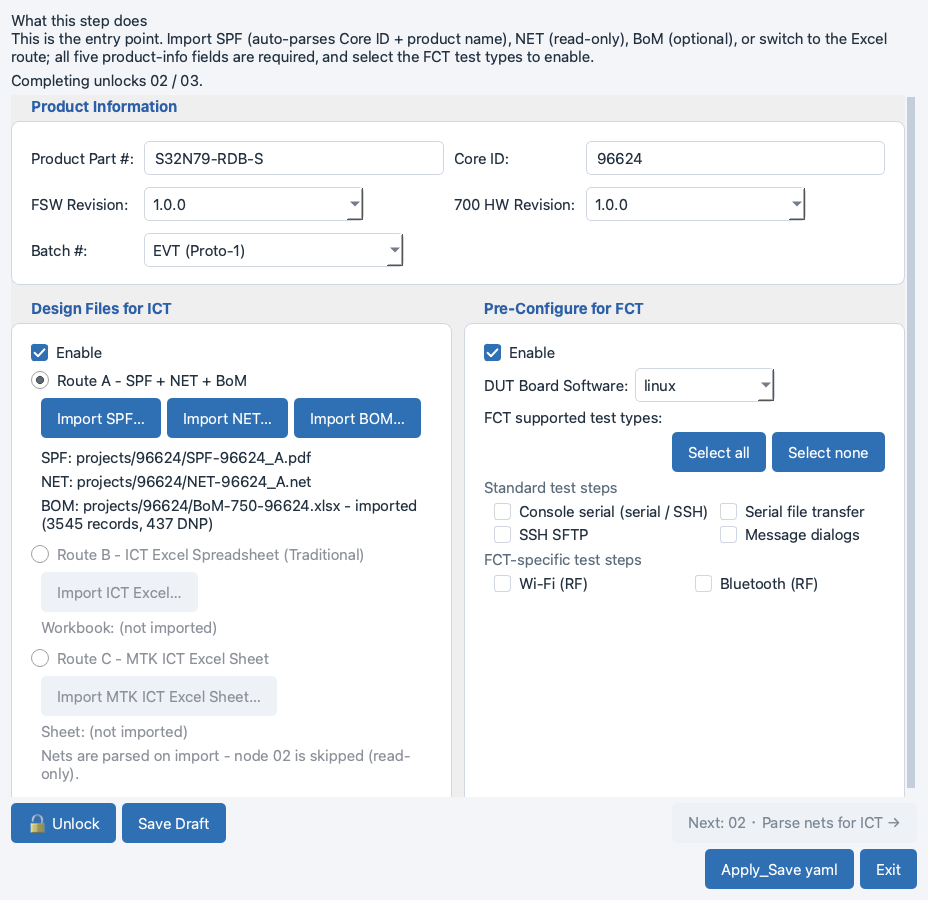 What this step does
This is the entry point. Import SPF (auto-parses Core ID + product name), NET (read-only), BoM (optional), or switch to the Excel
route; all five product-info fields are required, and select the FCT test types to enable.
Completing unlocks 02 / 03.
Product Information
Product Part #: S32N79-RDB-S Core ID: 96624
FSW Revision: 1.0.0 700 HW Revision: 1.0.0
Batch #: EVT (Proto-1)
Design Files for ICT
Enable
Route A - SPF + NET + BoM
Import SPF... Import NET... Import BOM...
SPF: projects/96624/SPF-96624_A.pdf
NET: projects/96624/NET-96624_A.net
BOM: projects/96624/BoM-750-96624.xlsx - imported
(3545 records, 437 DNP)
Route B - ICT Excel Spreadsheet (Traditional)
Import ICT Excel...
Workbook: (not imported)
Route C - MTK ICT Excel Sheet
Import MTK ICT Excel Sheet...
Sheet: (not imported)
Nets are parsed on import - node 02 is skipped (read-
only).
Pre-Configure for FCT
Enable
DUT Board Software: linux
FCT supported test types:
Select all Select none
Standard test steps
Console serial (serial / SSH) Serial file transfer
SSH SFTP Message dialogs
FCT-specific test steps
Wi-Fi (RF) Bluetooth (RF)
Unlock Save Draft Next: 02 · Parse nets for ICT →
Apply_Save yaml Exit